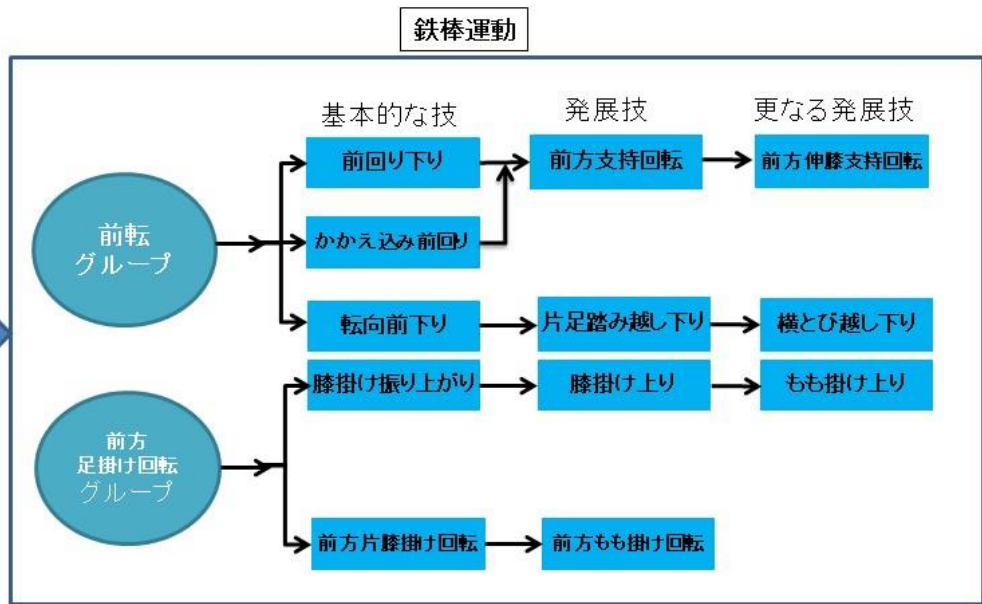 鉄棒運動
基本的な技
発展技
更なる発展技
前転
グループ
前回り下り
前方支持回転
前方伸膝支持回転
かかえ込み前回り
転向前下り
片足踏み越し下り
横とび越し下り
前方
足掛け回転
グループ
膝掛け振り上がり
膝掛け上り
もも掛け上り
前方片膝掛け回転
前方もも掛け回転